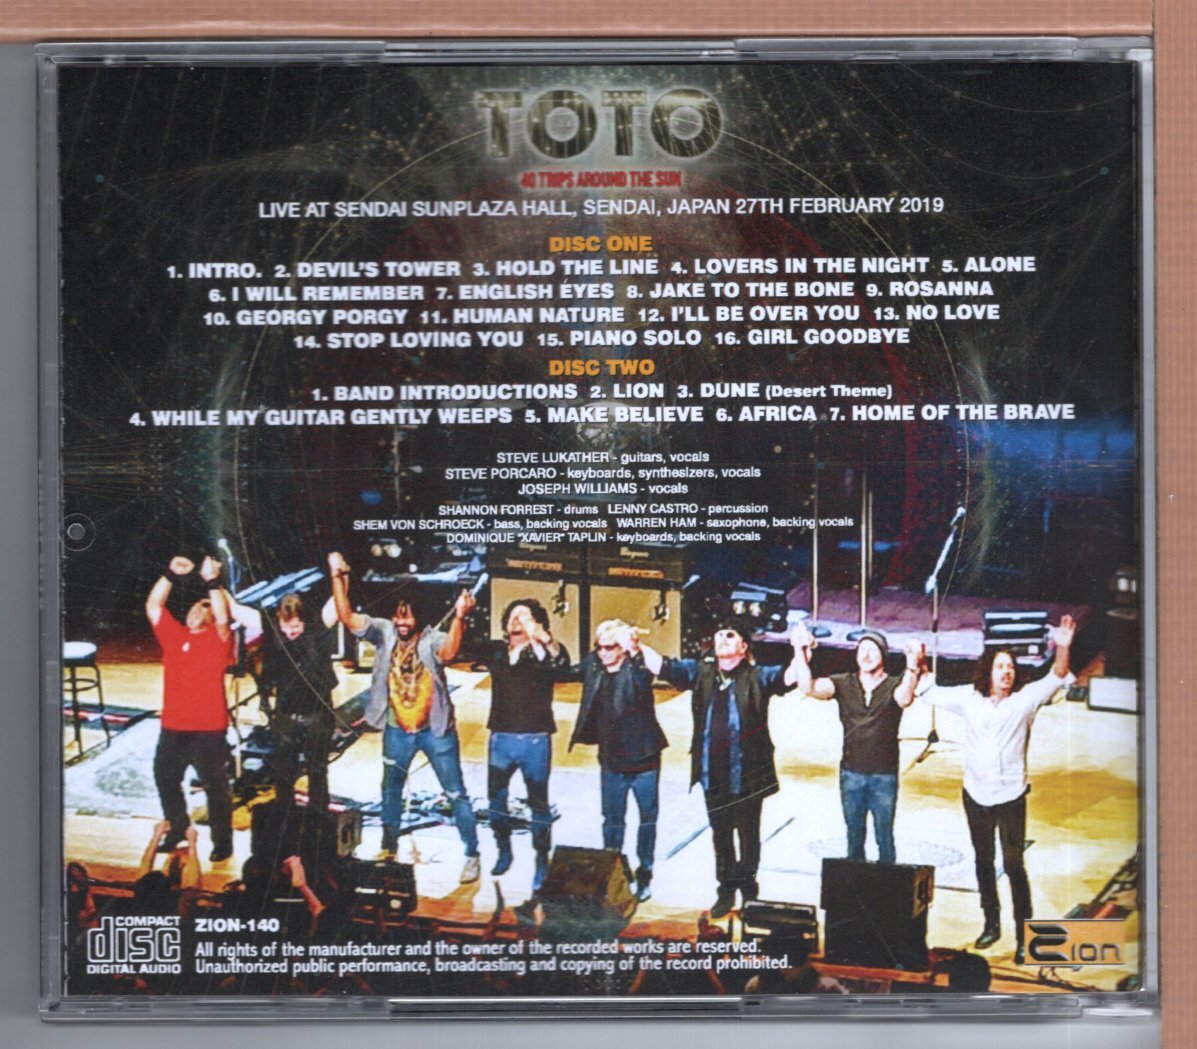 TOTO
40 TRIPS AROUND THE SUN
LIVE AT SENDAI SUNPLAZA HALL, SENDAI, JAPAN 27TH FEBRUARY 2019
DISC ONE
1. INTRO. 2. DEVIL'S TOWER 3. HOLD THE LINE 4. LOVERS IN THE NIGHT 5. ALONE
6. I WILL REMEMBER 7. ENGLISH ÉYES 8. JAKE TO THE BONE 9. ROSANNA
10. GEORGY PORGY 11. HUMAN NATURE 12. I'LL BE OVER YOU 13. NO LOVE
14. STOP LOVING YOU 15. PIANO SOLO 16. GIRL GOODBYE
DISC TWO
1. BAND INTRODUCTIONS 2. LION 3. DUNE (Desert Theme)
4. WHILE MY GUITAR GENTLY WEEPS 5. MAKE BELIEVE 6. AFRICA 7. HOME OF THE BRAVE
STEVE LUKATHER - guitars, vocals
STEVE PORCARO - keyboards, synthesizers, vocals
JOSEPH WILLIAMS - vocals
SHANNON FORREST - drums LENNY CASTRO - percussion
SHEM VON SCHROECK - bass, backing vocals WARREN HAM - saxophone, backing vocals
DOMINIQUE "XAVIER" TAPLIN - keyboards, backing vocals
COMPACT
disc
DIGITAL AUDIO
ZION-140
All rights of the manufacturer and the owner of the recorded works are reserved.
Unauthorized public performance, broadcasting and copying of the record prohibited.
Zion